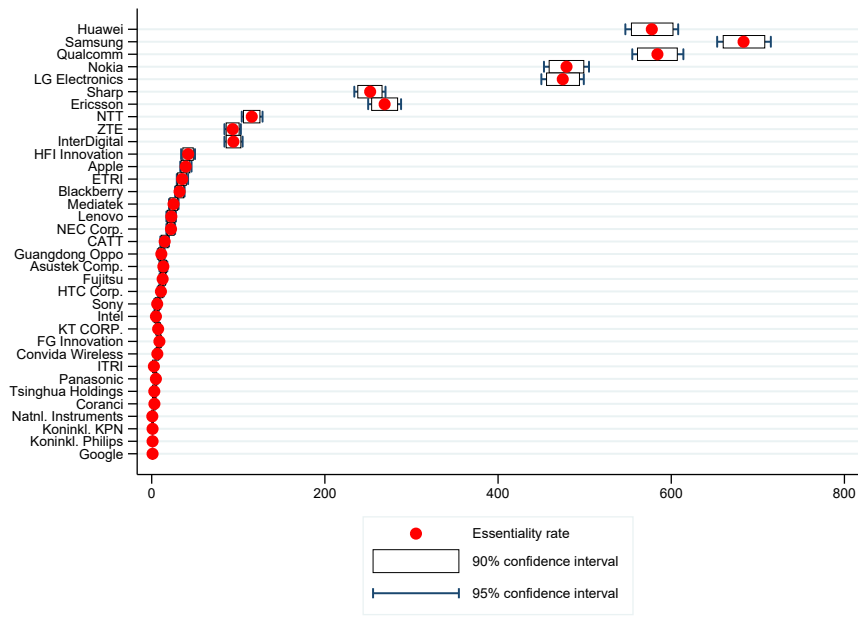 Huawei
Samsung
Qualcomm
Nokia
LG Electronics
Sharp
Ericsson
NTT
ZTE
InterDigital
HFI Innovation
Apple
ETRI
Blackberry
Mediatek
Lenovo
NEC Corp.
CATT
Guangdong Oppo
Asustek Comp.
Fujitsu
HTC Corp.
Sony
Intel
KT CORP.
FG Innovation
Convida Wireless
ITRI
Panasonic
Tsinghua Holdings
Coranci
Natnl. Instruments
Koninkl. KPN
Koninkl. Philips
Google
0 200 400 600 800
Essentiality rate
90% confidence interval
95% confidence interval